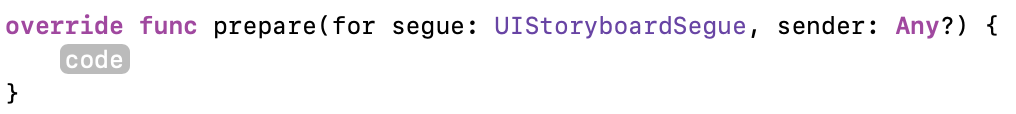 override func prepare(for segue: UIStoryboardSegue, sender: Any?) {
code
}